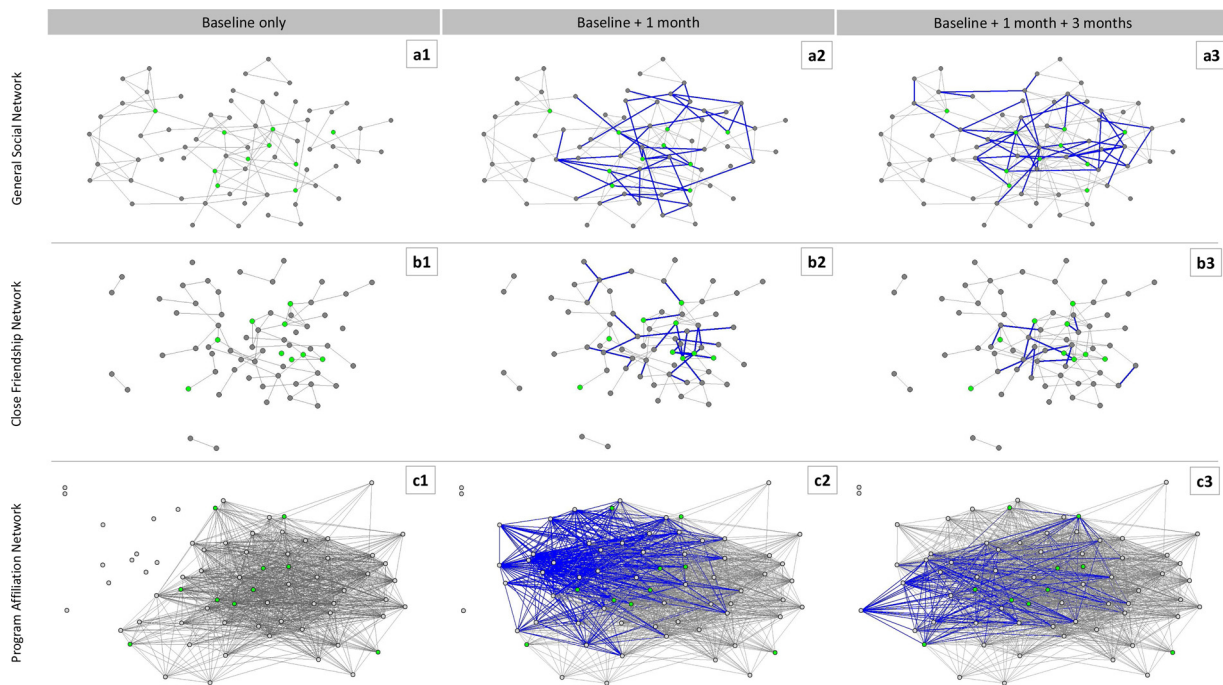 Baseline only
Baseline + 1 month
Baseline + 1 month + 3 months
General Social Network
a1
a2
a3
Close Friendship Network
b1
b2
b3
Program Affiliation Network
c1
c2
c3